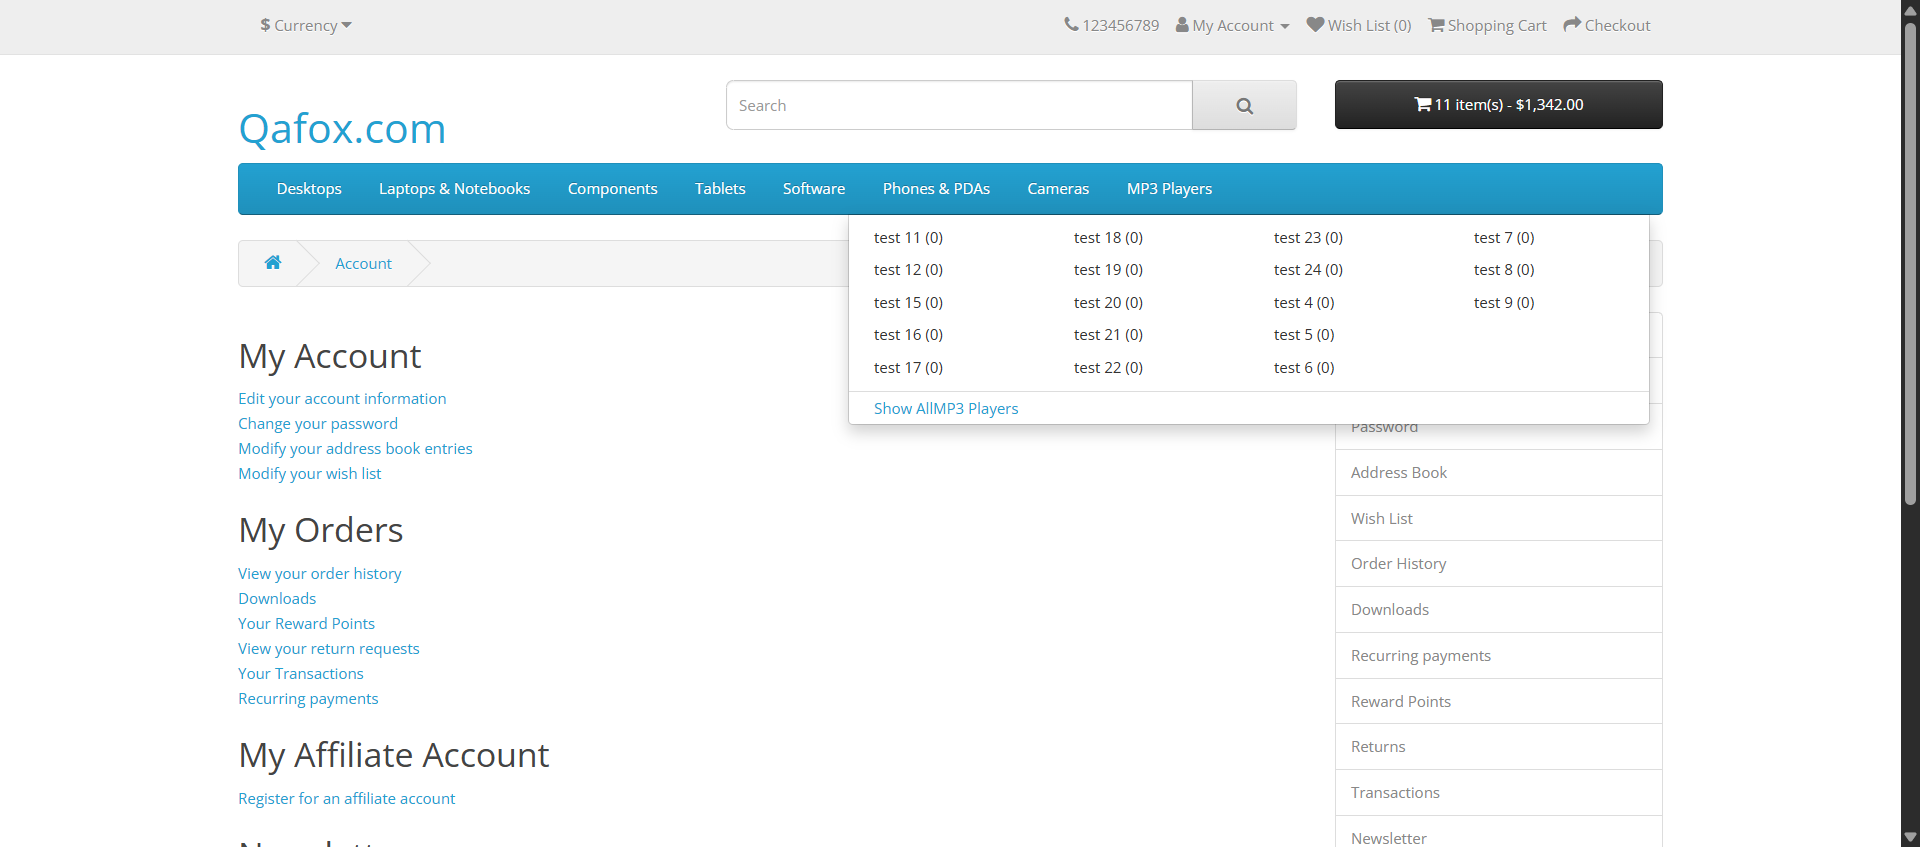 $ Currency
123456789 My Account Wish List (0) Shopping Cart Checkout
Qafox.com
Search
11 item(s) - $1,342.00
Desktops Laptops & Notebooks Components Tablets Software Phones & PDAs Cameras MP3 Players
Account
test 11 (0) test 18 (0) test 23 (0) test 7 (0)
test 12 (0) test 19 (0) test 24 (0) test 8 (0)
test 15 (0) test 20 (0) test 4 (0) test 9 (0)
test 16 (0) test 21 (0) test 5 (0)
test 17 (0) test 22 (0) test 6 (0)
Show AllMP3 Players
My Account
Edit your account information
Change your password
Modify your address book entries
Modify your wish list
My Orders
View your order history
Downloads
Your Reward Points
View your return requests
Your Transactions
Recurring payments
My Affiliate Account
Register for an affiliate account
Password
Address Book
Wish List
Order History
Downloads
Recurring payments
Reward Points
Returns
Transactions
Newsletter